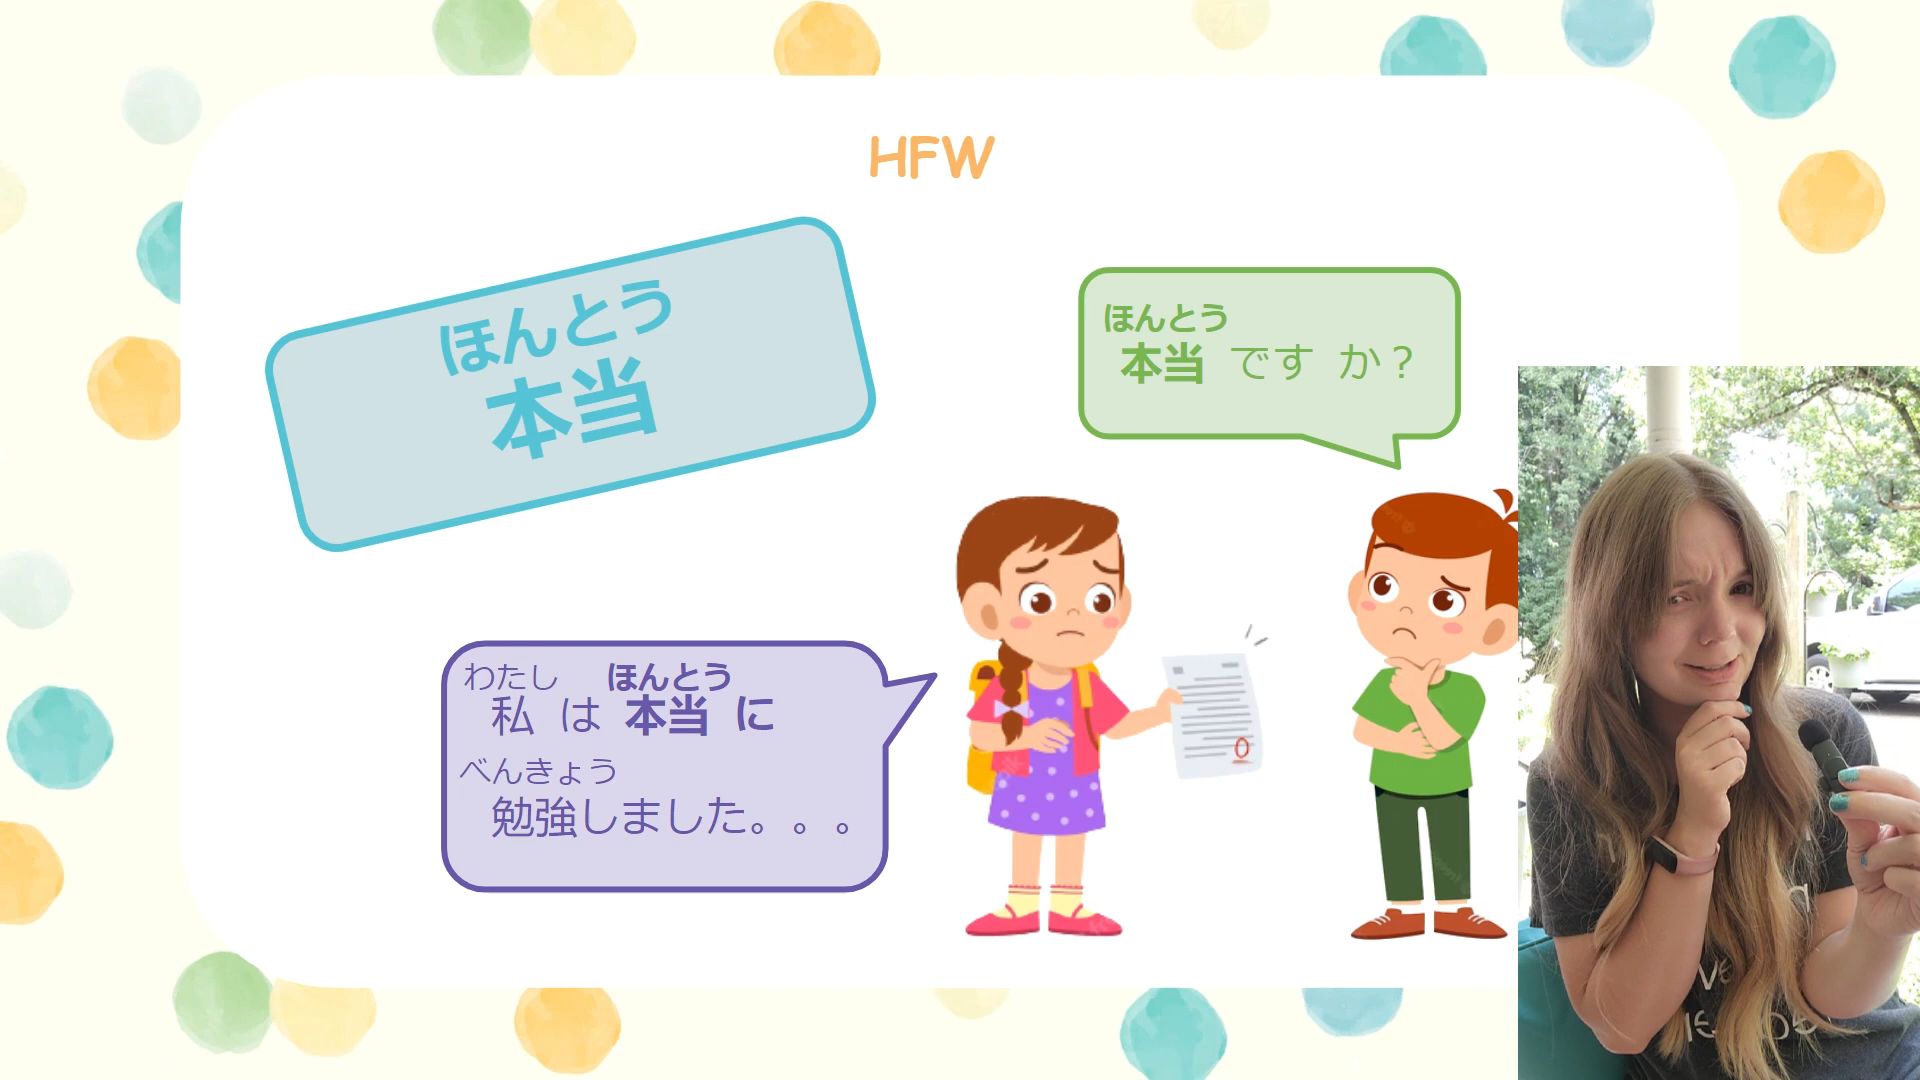 HFW
ほんとう
本当
ほんとう
本当 です か？
わたし ほんとう
私 は 本当 に
べんきょう
勉強しました。。。
0